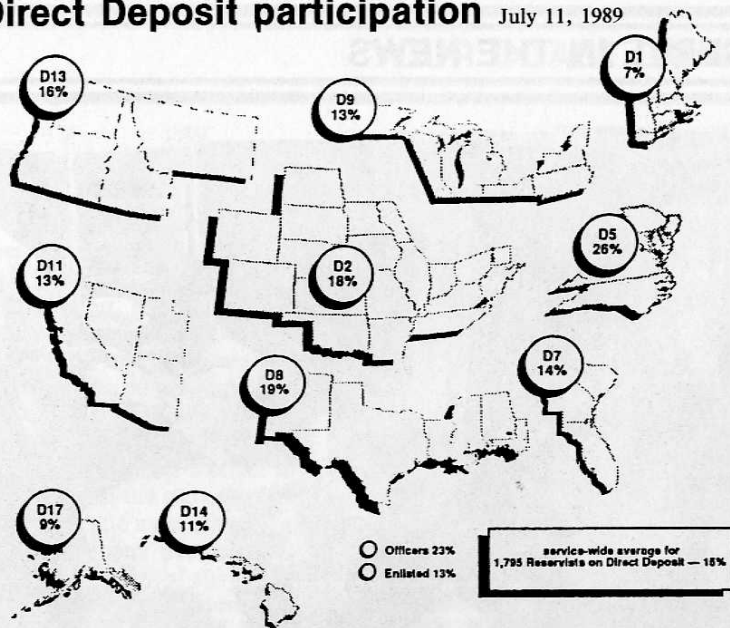 Direct Deposit participation July 11, 1989
D13
16%
D9
13%
D1
7%
D11
13%
D2
18%
D5
26%
D8
19%
D7
14%
D17
9%
D14
11%
Officers 23%
Enlisted 13%
service-wide average for
1,795 Reservists on Direct Deposit — 15%